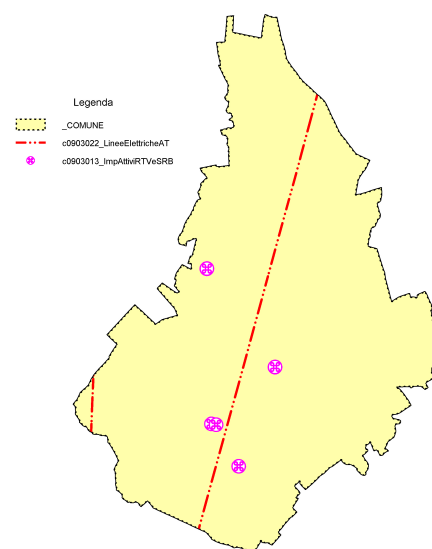 Legenda
_COMUNE
c0903022_LineeElettricheAT
c0903013_ImpAttiviRTVeSRB